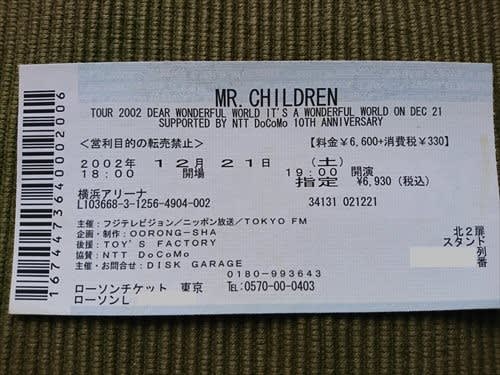 MR. CHILDREN
TOUR 2002 DEAR WONDERFUL WORLD IT'S A WONDERFUL WORLD ON DEC 21
SUPPORTED BY NTT DoCoMo 10TH ANNIVERSARY
＜営利目的の転売禁止＞ 【料金￥6,600+消費税￥330】
2002年 12月 21日 (土)
18:00 開場 19:00 開演
指定 ¥6,930 (税込)
横浜アリーナ
L103668-3-1256-4904-002 34131 021221
主催：フジテレビジョン／ニッポン放送／TOKYO FM
企画・制作：OORONG-SHA
後援：TOY'S FACTORY
協賛：NTT DoCoMo
主催・お問合せ：DISK GARAGE
0180-993643
北2扉
スタンド
列
番
ローソンチケット 東京 TEL:0570-00-0403
ローソンL
1674473640002006